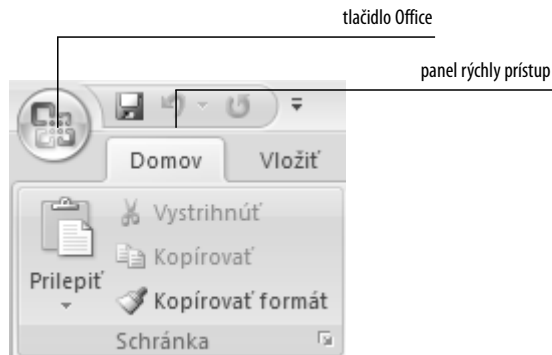 tlačidlo Office
panel rýchly prístup
Domov Vložiť
Vystrihnúť
Kopírovať
Prilepiť
Kopírovať formát
Schránka